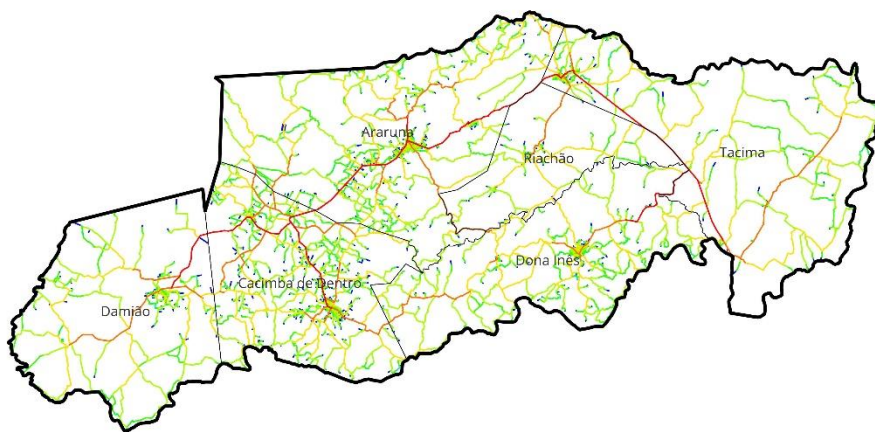 Araruna
Riachão
Tacima
Dona Inês
Cacimba de Dentro
Damião